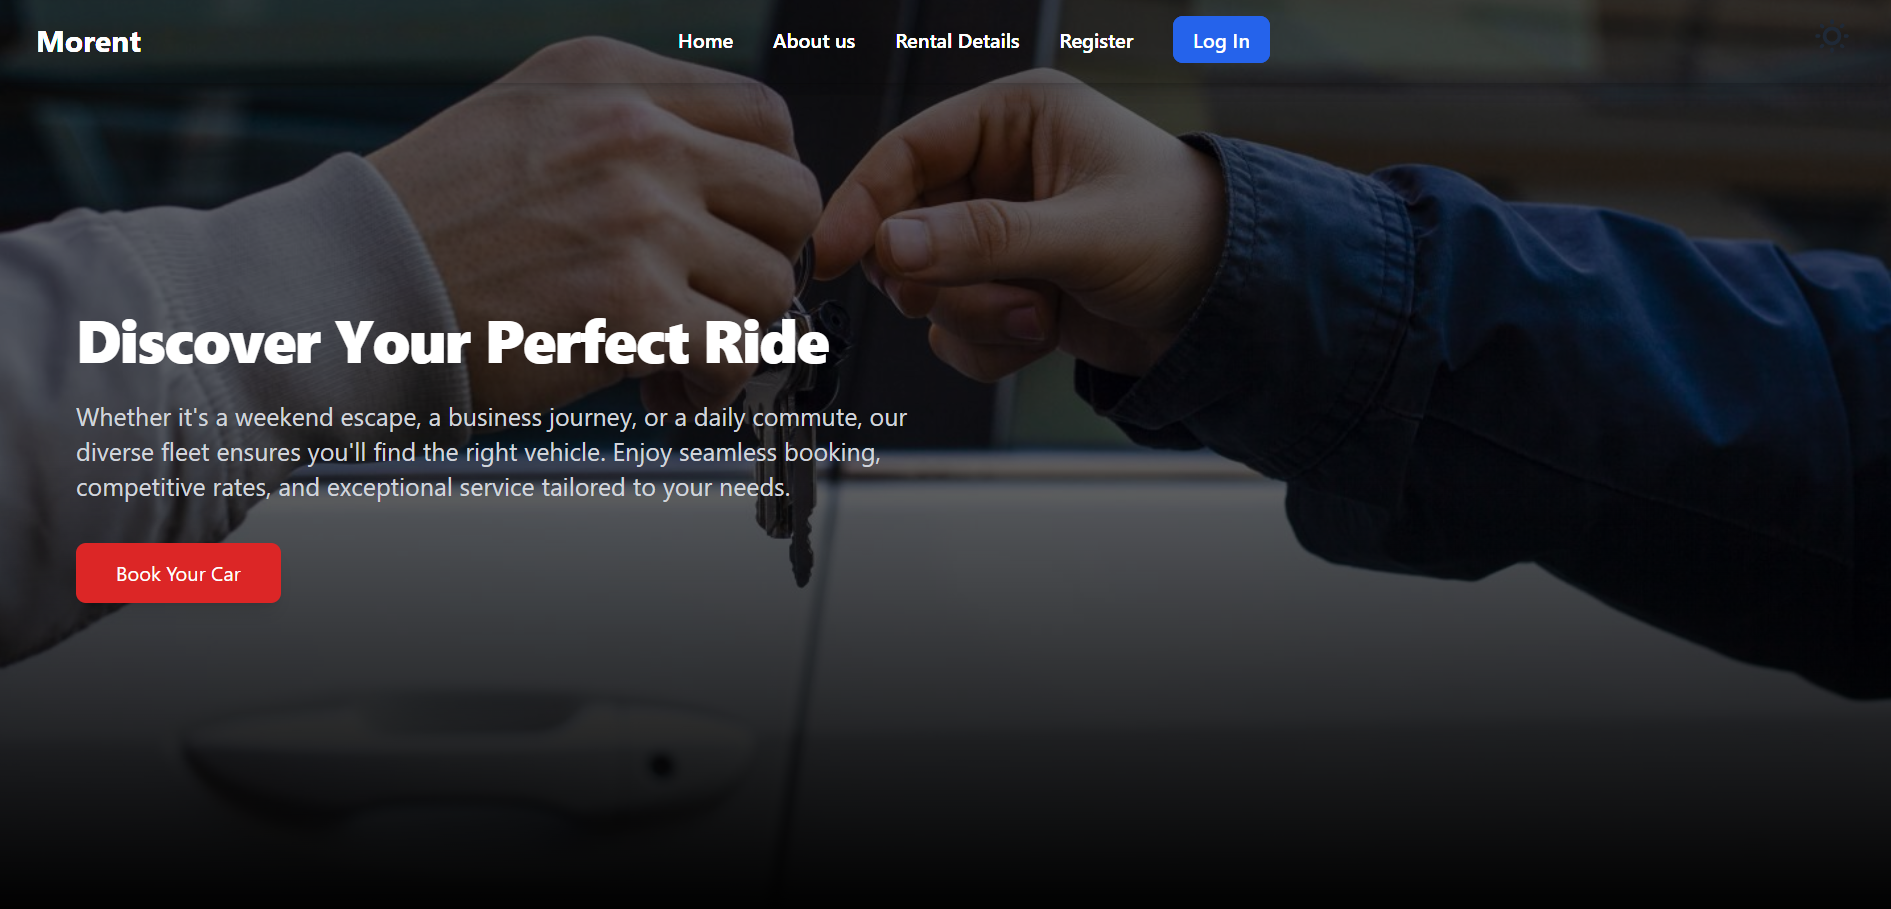 Morent
Home
About us
Rental Details
Register
Log In
Discover Your Perfect Ride
Whether it's a weekend escape, a business journey, or a daily commute, our
diverse fleet ensures you'll find the right vehicle. Enjoy seamless booking,
competitive rates, and exceptional service tailored to your needs.
Book Your Car